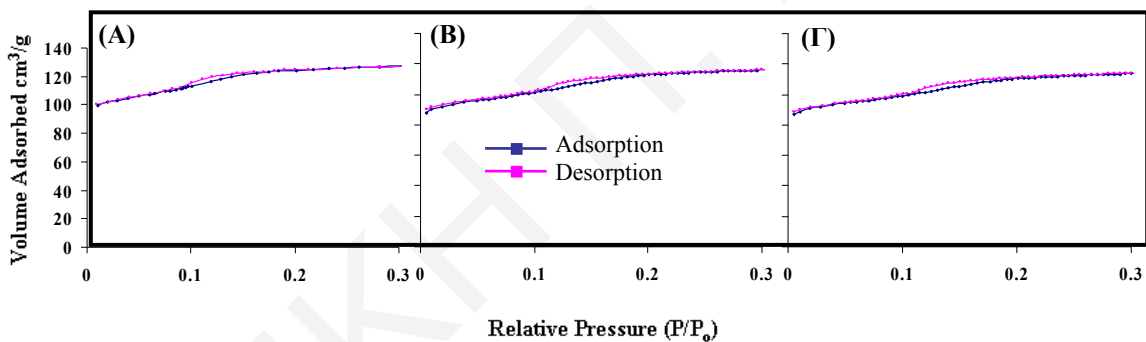 (A) (B) (Γ)
Volume Adsorbed cm³/g
140
120
100
80
60
40
20
0
Adsorption
Desorption
0 0.1 0.2 0.3 0 0.1 0.2 0.3 0 0.1 0.2 0.3
Relative Pressure (P/Pₒ)